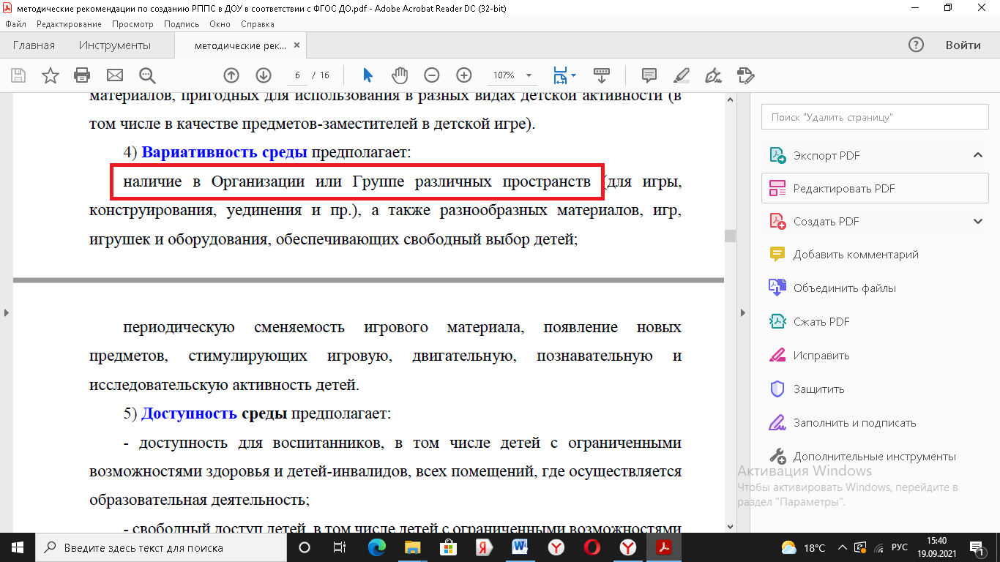 методические рекомендации по созданию РППС в ДОУ в соответствии с ФГОС ДО.pdf - Adobe Acrobat Reader DC (32-bit)
Файл Редактирование Просмотр Подпись Окно Справка
Главная Инструменты методические рек... × Войти
6 / 16 107%
материалов, пригодных для использования в разных видах детской активности (в
том числе в качестве предметов-заместителей в детской игре).
4) Вариативность среды предполагает:
наличие в Организации или Группе различных пространств (для игры,
конструирования, уединения и пр.), а также разнообразных материалов, игр,
игрушек и оборудования, обеспечивающих свободный выбор детей;
периодическую сменяемость игрового материала, появление новых
предметов, стимулирующих игровую, двигательную, познавательную и
исследовательскую активность детей.
5) Доступность среды предполагает:
- доступность для воспитанников, в том числе детей с ограниченными
возможностями здоровья и детей-инвалидов, всех помещений, где осуществляется
образовательная деятельность;
- свободный доступ детей, в том числе детей с ограниченными возможностями
Поиск "Удалить страницу"
Экспорт PDF
Редактировать PDF
Создать PDF
Добавить комментарий
Объединить файлы
Сжать PDF
Исправить
Защитить
Заполнить и подписать
Дополнительные инструменты
Активация Windows
Чтобы активировать Windows, перейдите в
раздел "Параметры".
Введите здесь текст для поиска
18°C РУС 15:40
19.09.2021 1